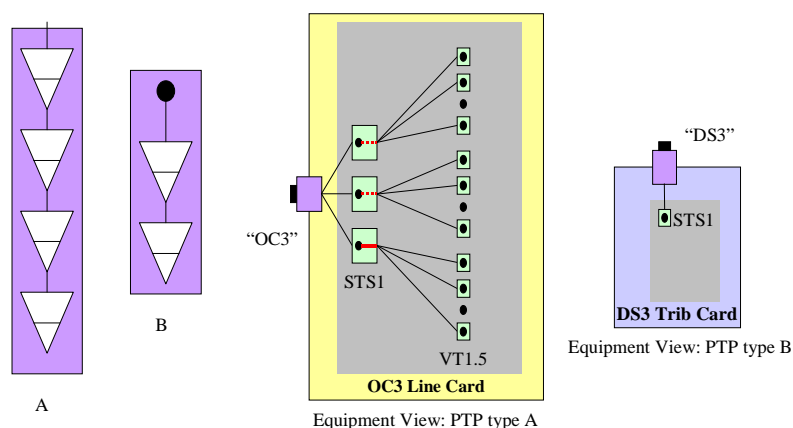 A
B
“OC3”
STS1
VT1.5
OC3 Line Card
Equipment View: PTP type A
“DS3”
STS1
DS3 Trib Card
Equipment View: PTP type B